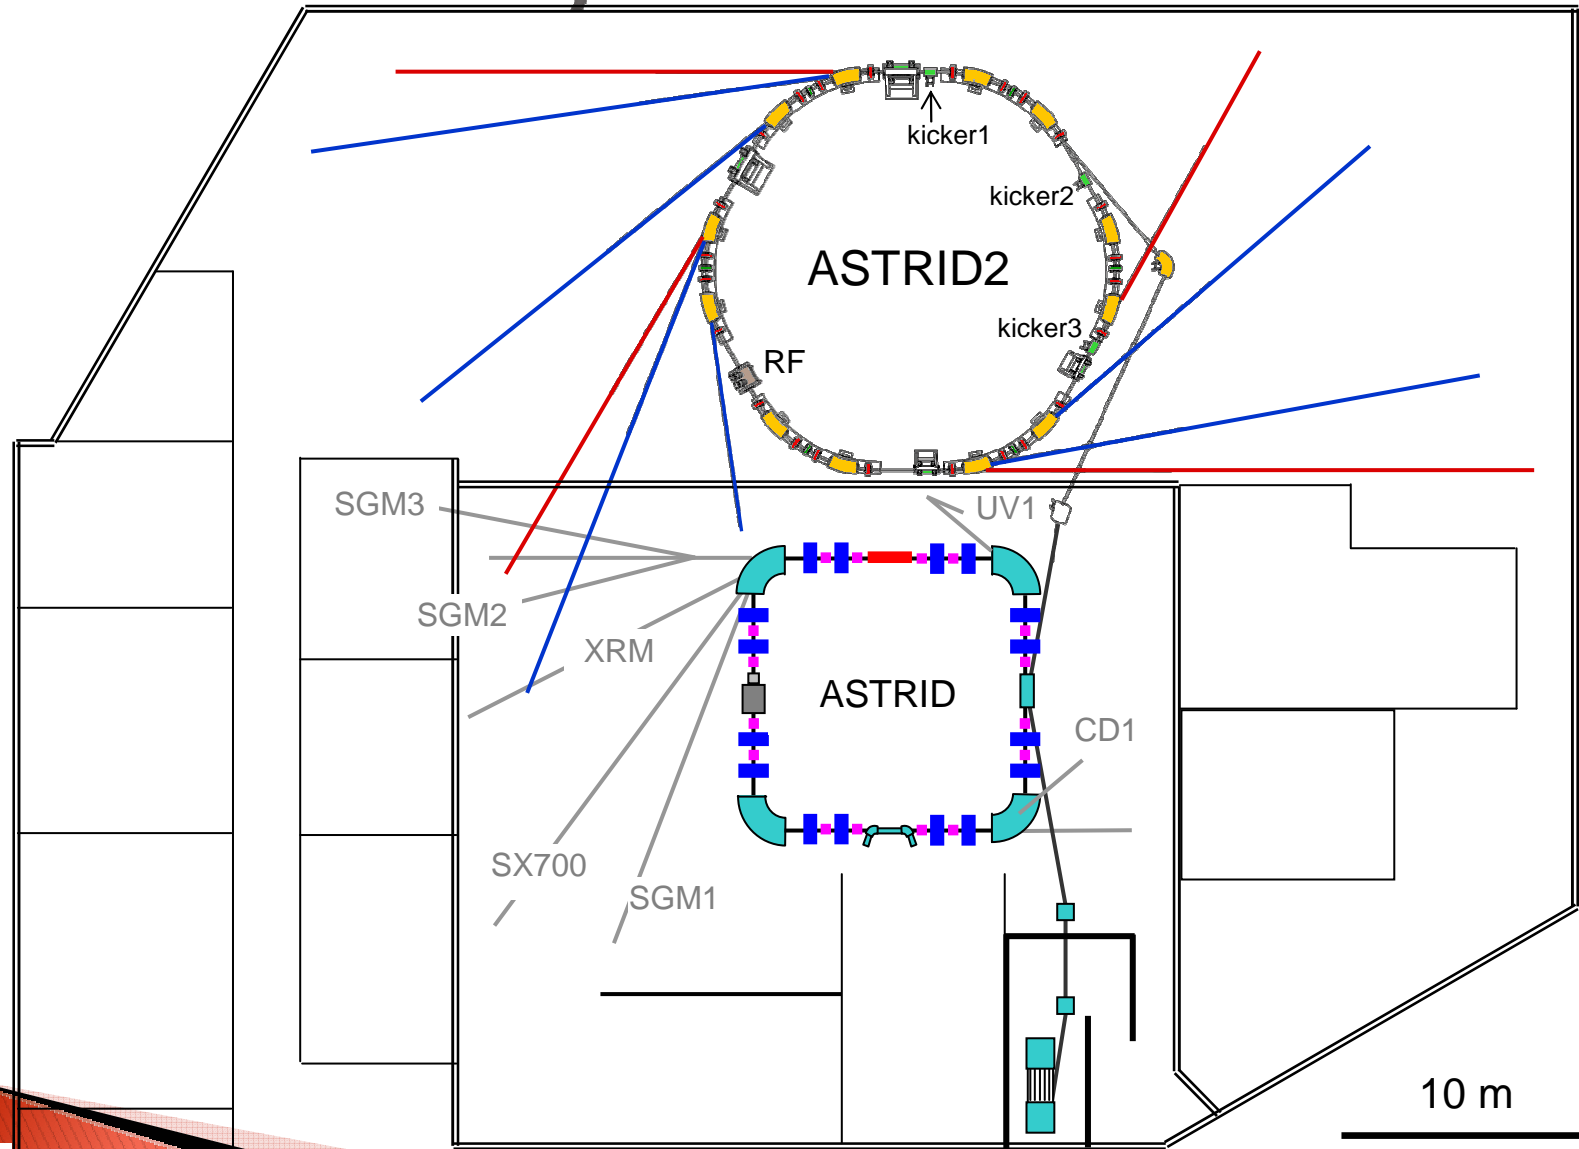 kicker1
kicker2
ASTRID2
kicker3
RF
SGM3
UV1
SGM2
XRM
ASTRID
CD1
SX700
SGM1
10 m